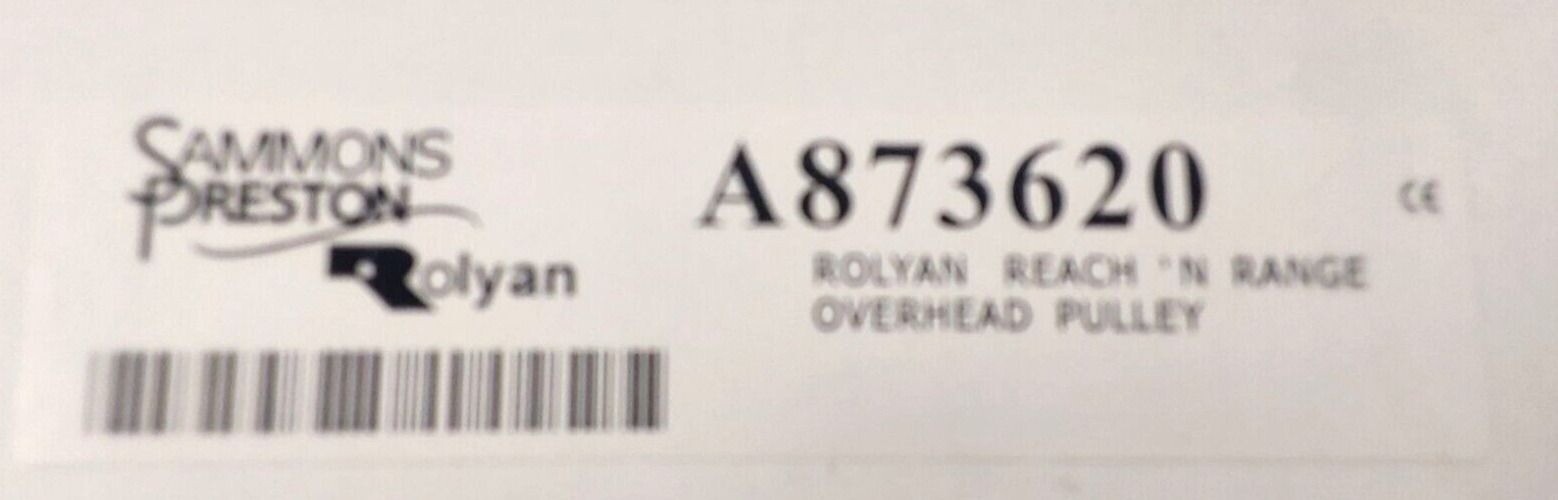 SAMMONS
PRESTON
Rolyan
A873620
CE
ROLYAN REACH 'N RANGE
OVERHEAD PULLEY